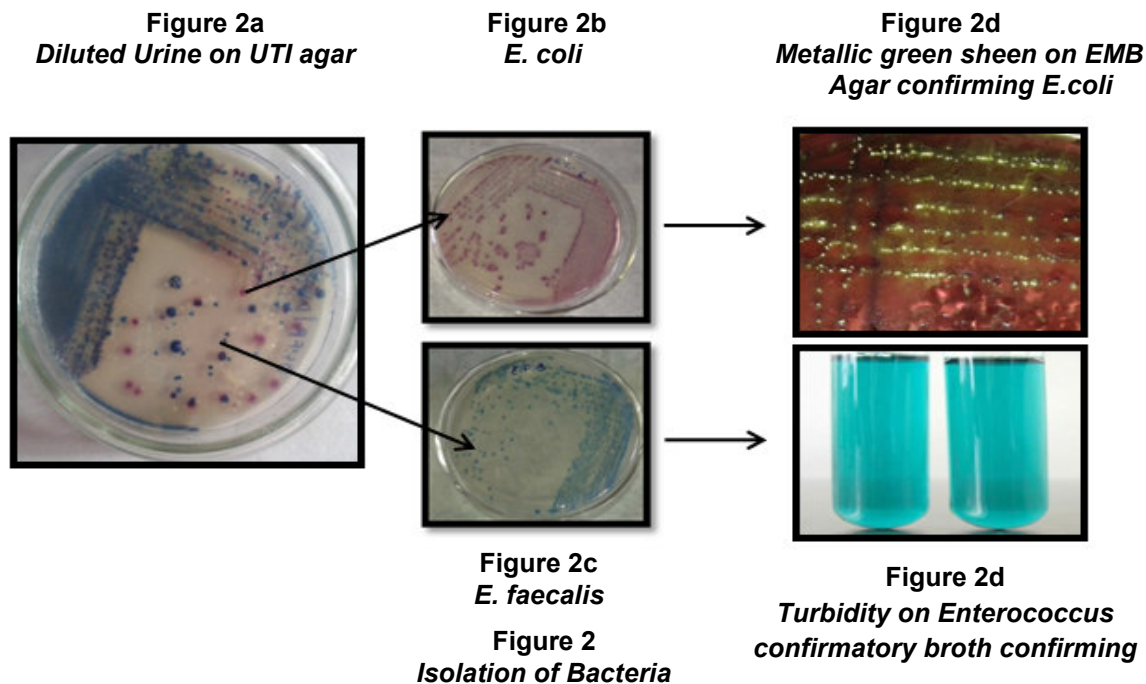 Figure 2a
Diluted Urine on UTI agar
Figure 2b
E. coli
Figure 2d
Metallic green sheen on EMB
Agar confirming E.coli
Figure 2c
E. faecalis
Figure 2
Isolation of Bacteria
Figure 2d
Turbidity on Enterococcus
confirmatory broth confirming